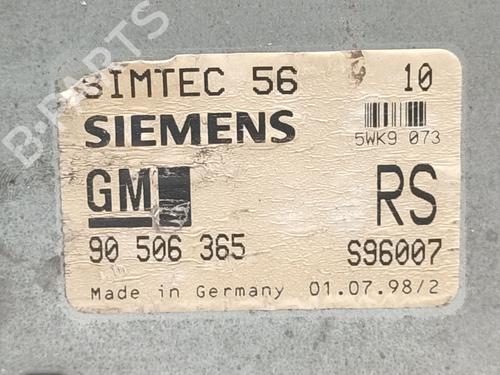 SIMTEC 56 10
SIEMENS 5WK9 073
GM RS
90 506 365 S96007
Made in Germany 01.07.98/2
B-PARTS
B-PARTS